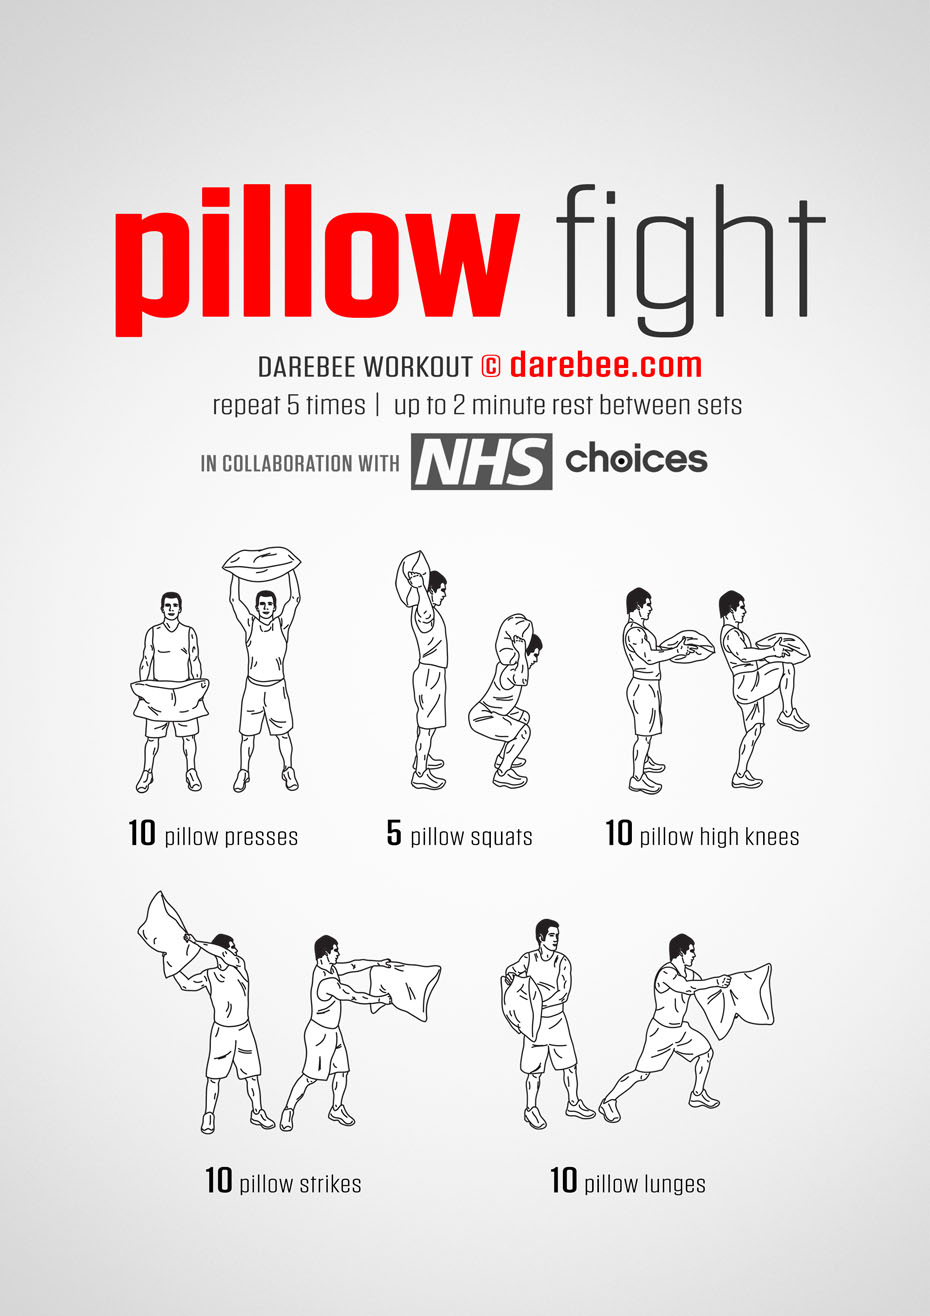 pillow fight
DAREBEE WORKOUT © darebee.com
repeat 5 times | up to 2 minute rest between sets
IN COLLABORATION WITH NHS choices
10 pillow presses
5 pillow squats
10 pillow high knees
10 pillow strikes
10 pillow lunges